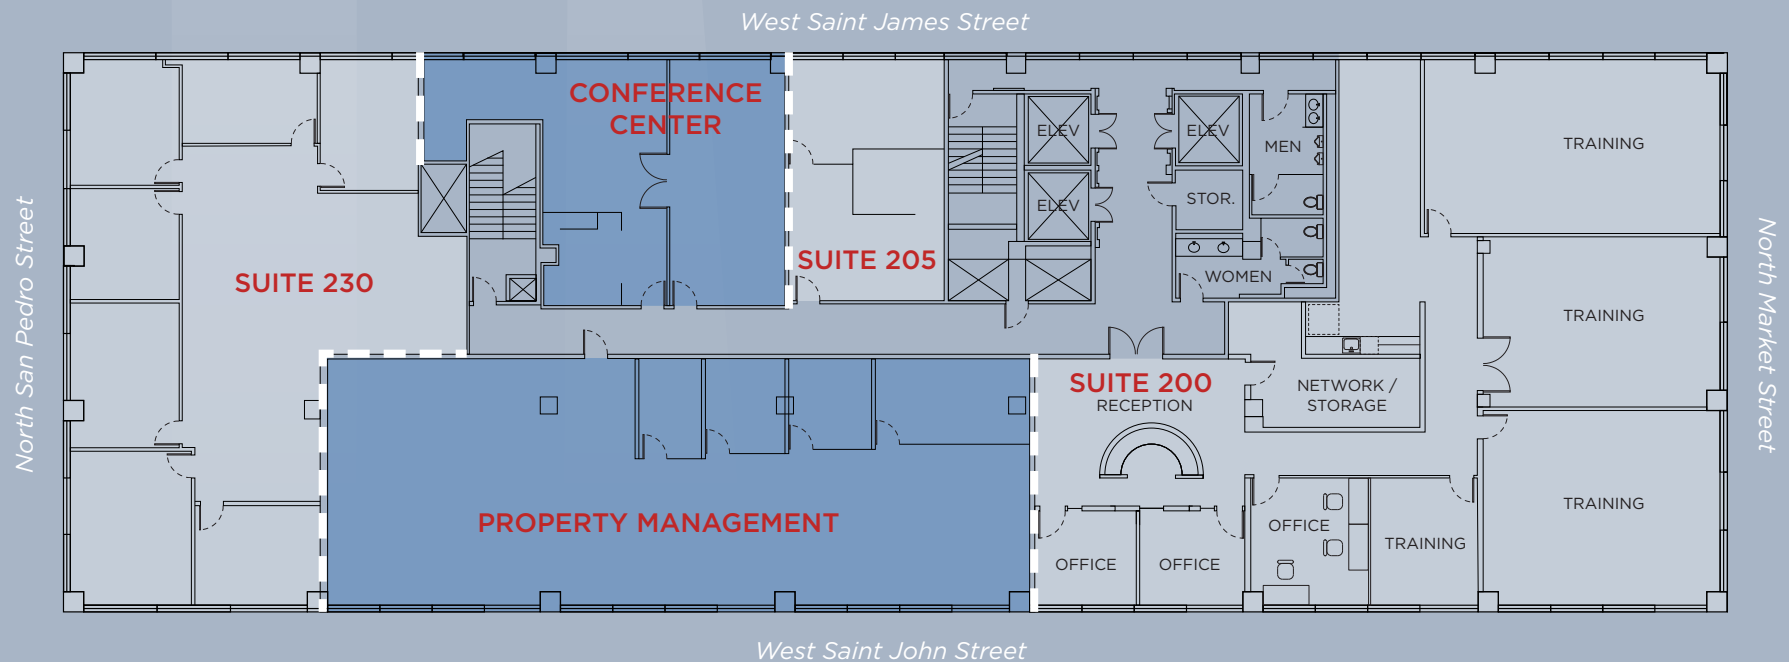 West Saint James Street
CONFERENCE
CENTER
ELEV
ELEV
MEN
TRAINING
North San Pedro Street
STOR.
ELEV
North Market Street
SUITE 205
WOMEN
SUITE 230
TRAINING
SUITE 200
RECEPTION
NETWORK /
STORAGE
PROPERTY MANAGEMENT
TRAINING
OFFICE
TRAINING
OFFICE
OFFICE
West Saint John Street